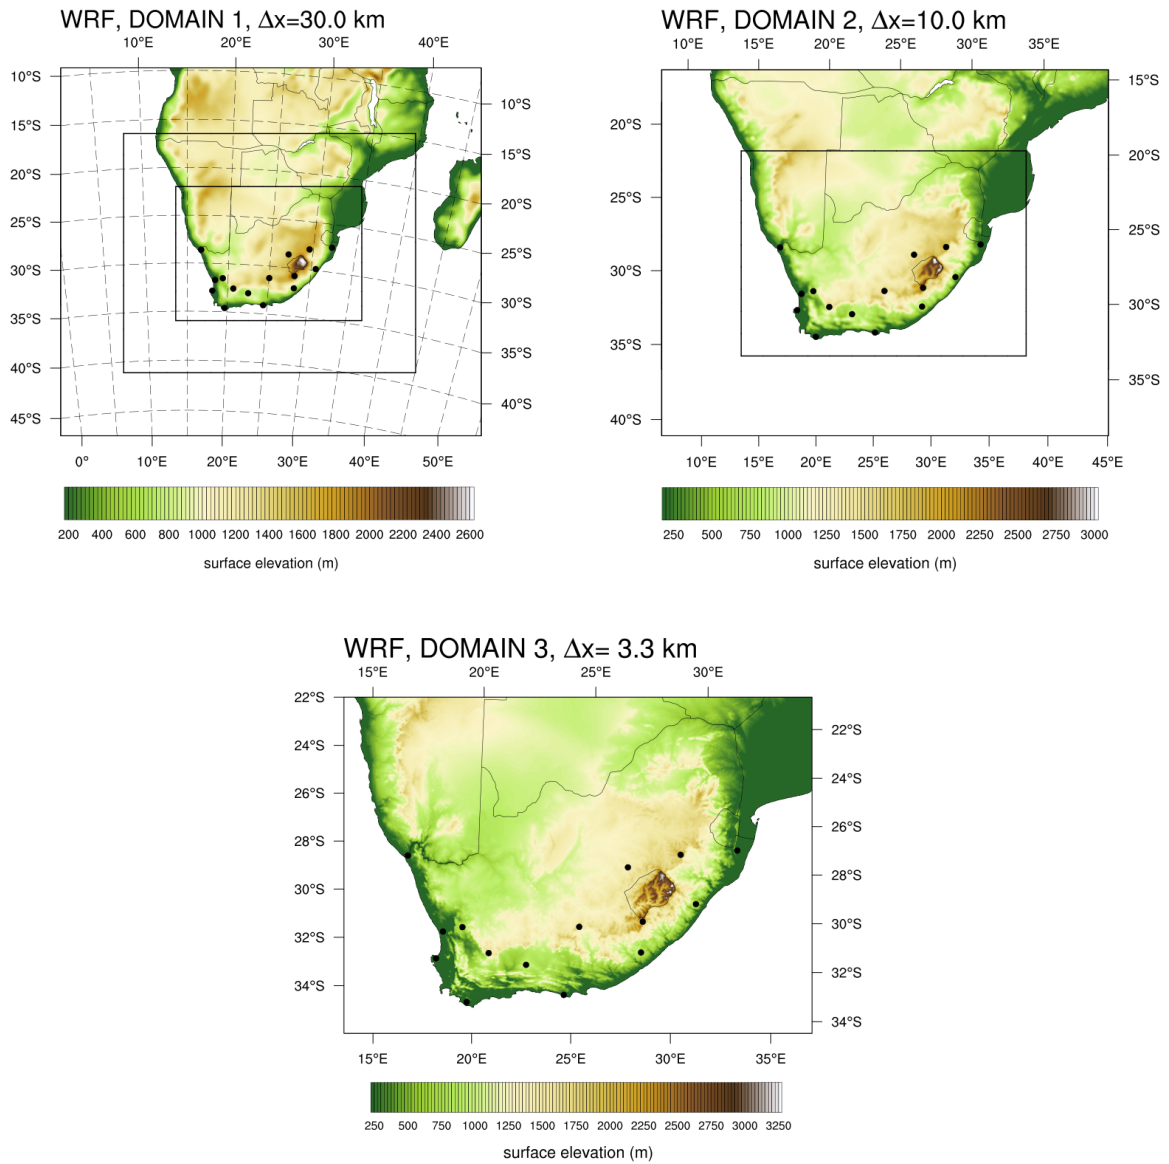 WRF, DOMAIN 1, Δx=30.0 km
10°E 20°E 30°E 40°E
10°S
15°S
20°S
25°S
30°S
35°S
40°S
45°S
10°S
15°S
20°S
25°S
30°S
35°S
40°S
0° 10°E 20°E 30°E 40°E 50°E
200 400 600 800 1000 1200 1400 1600 1800 2000 2200 2400 2600
surface elevation (m)
WRF, DOMAIN 2, Δx=10.0 km
10°E 15°E 20°E 25°E 30°E 35°E
20°S
25°S
30°S
35°S
40°S
15°S
20°S
25°S
30°S
35°S
10°E 15°E 20°E 25°E 30°E 35°E 40°E 45°E
250 500 750 1000 1250 1500 1750 2000 2250 2500 2750 3000
surface elevation (m)
WRF, DOMAIN 3, Δx= 3.3 km
15°E 20°E 25°E 30°E
22°S
24°S
26°S
28°S
30°S
32°S
34°S
22°S
24°S
26°S
28°S
30°S
32°S
34°S
15°E 20°E 25°E 30°E 35°E
250 500 750 1000 1250 1500 1750 2000 2250 2500 2750 3000 3250
surface elevation (m)